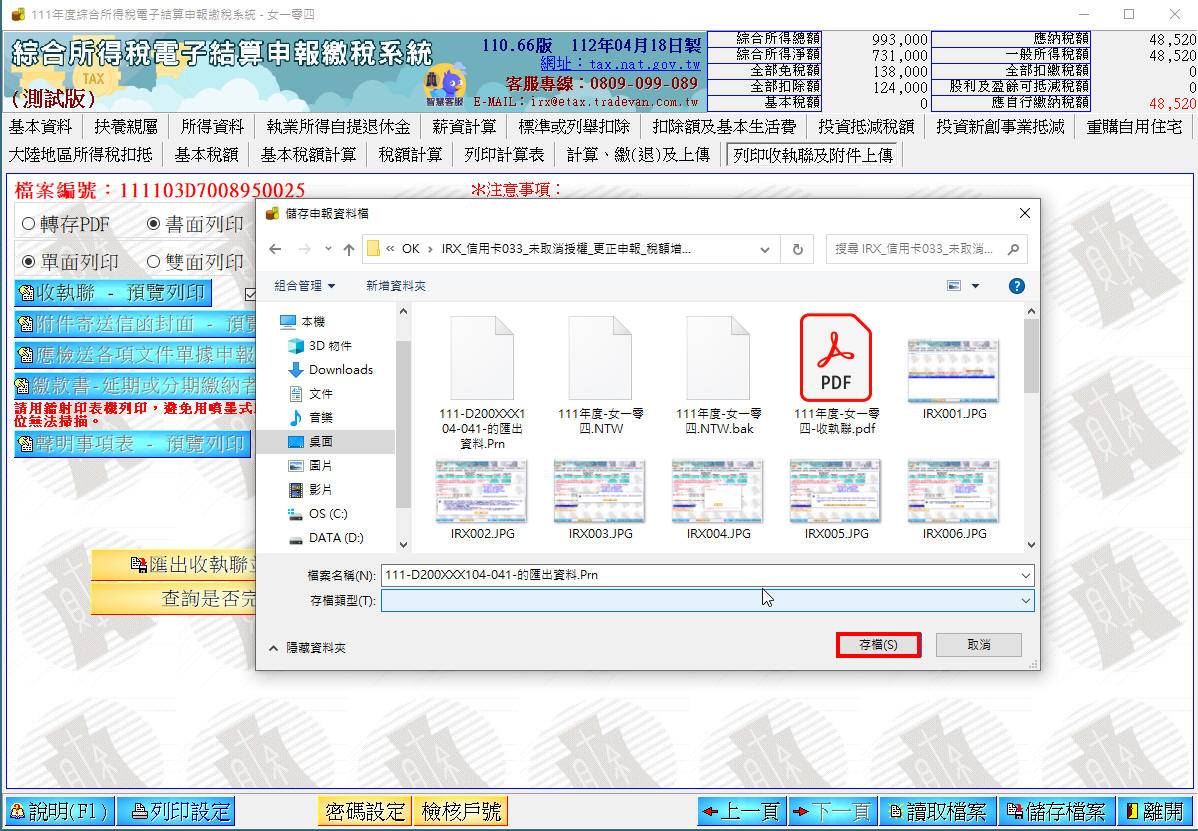 111年度綜合所得稅電子結算申報繳稅系統 - 女一零四
綜合所得稅電子結算申報繳稅系統
TAX
(測試版)
110.66版 112年04月18日製
網址：tax.nat.gov.tw
客服專線：0809-099-089
E-MAIL：irx@etax.tradevan.com.tw
智慧客服
綜合所得總額 993,000 應納稅額 48,520
綜合所得淨額 731,000 一般所得稅額 48,520
全部免稅額 138,000 全部扣繳稅額 0
全部扣除額 124,000 股利及盈餘可抵減稅額 0
基本稅額 0 應自行繳納稅額 48,520
基本資料 扶養親屬 所得資料 執業所得自提退休金 薪資計算 標準或列舉扣除 扣除額及基本生活費 投資抵減稅額 投資新創事業抵減 重購自用住宅
大陸地區所得稅扣抵 基本稅額 基本稅額計算 稅額計算 列印計算表 計算、繳(退)及上傳 列印收執聯及附件上傳
檔案編號：111103D7008950025 ＊注意事項：
轉存PDF 書面列印
單面列印 雙面列印
收執聯 - 預覽列印
附件寄送信函封面 - 預覽
應檢送各項文件單據申報
繳款書-延期或分期繳納者
請用鐳射印表機列印，避免用噴墨式
位無法掃描。
聲明事項表 - 預覽列印
匯出收執聯
查詢是否完
儲存申報資料檔
« OK › IRX_信用卡033_未取消授權_更正申報_稅額增...
搜尋 IRX_信用卡033_未取消...
組合管理 新增資料夾
本機
3D 物件
Downloads
文件
音樂
桌面
圖片
影片
OS (C:)
DATA (D:)
111-D200XXX1
04-041-的匯出
資料.Prn
111年度-女一零
四.NTW
111年度-女一零
四.NTW.bak
PDF
111年度-女一零
四-收執聯.pdf
IRX001.JPG
IRX002.JPG
IRX003.JPG
IRX004.JPG
IRX005.JPG
IRX006.JPG
檔案名稱(N): 111-D200XXX104-041-的匯出資料.Prn
存檔類型(T):
隱藏資料夾
存檔(S) 取消
說明(F1) 列印設定 密碼設定 檢核戶號 上一頁 下一頁 讀取檔案 儲存檔案 離開